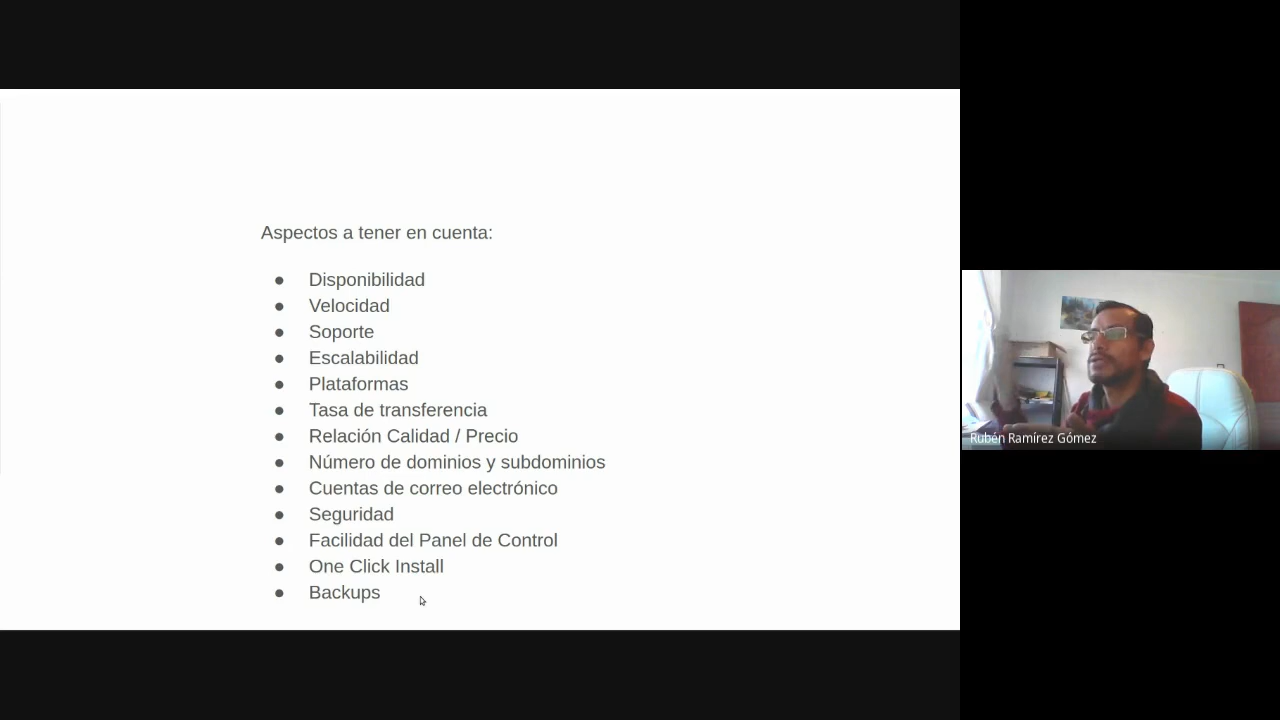 Aspectos a tener en cuenta:
● Disponibilidad
● Velocidad
● Soporte
● Escalabilidad
● Plataformas
● Tasa de transferencia
● Relación Calidad / Precio
● Número de dominios y subdominios
● Cuentas de correo electrónico
● Seguridad
● Facilidad del Panel de Control
● One Click Install
● Backups
Rubén Ramírez Gómez